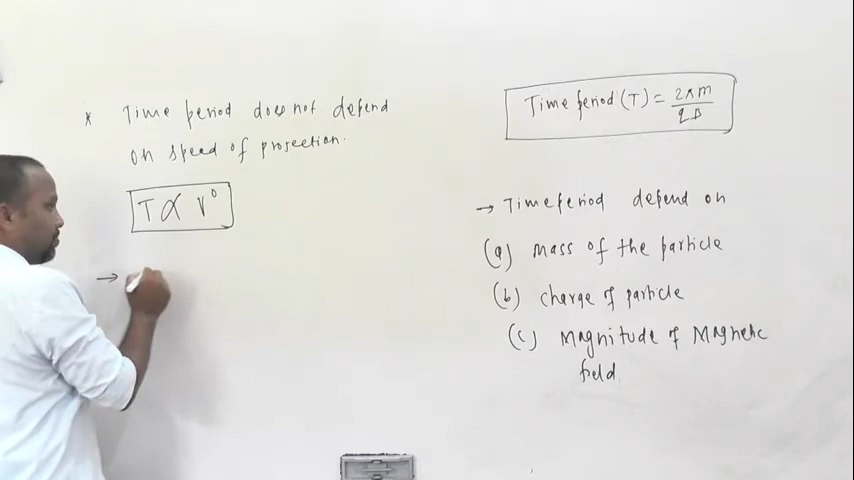 * Time period does not depend
on speed of projection.
T ∝ V⁰
→
Time period (T) = 2πm / qB
→ Time period depend on
(a) mass of the particle
(b) charge of particle
(c) Magnitude of Magnetic
field